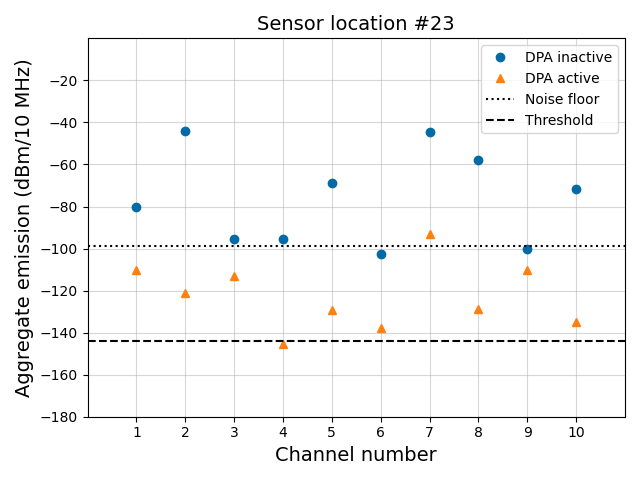 Sensor location #23
DPA inactive
DPA active
Noise floor
Threshold
Aggregate emission (dBm/10 MHz)
−20
−40
−60
−80
−100
−120
−140
−160
−180
1 2 3 4 5 6 7 8 9 10
Channel number